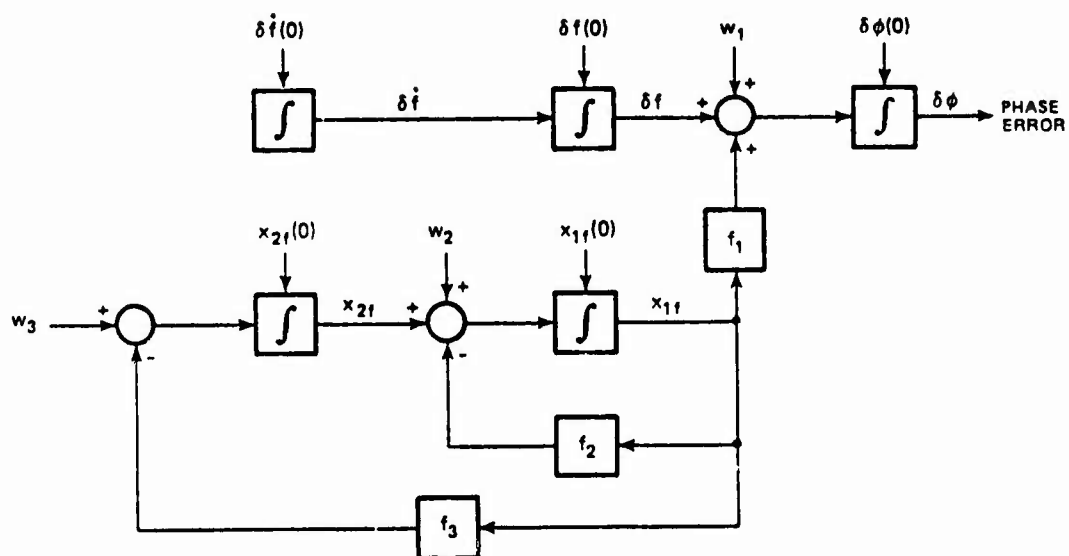 δḟ(0)
δf(0)
w₁
δϕ(0)
+
∫
δḟ
∫
δf
+
∫
δϕ
PHASE
ERROR
+
x₂f(0)
w₂
x₁f(0)
f₁
+
w₃
+
∫
x₂f
+
∫
x₁f
-
-
f₂
f₃